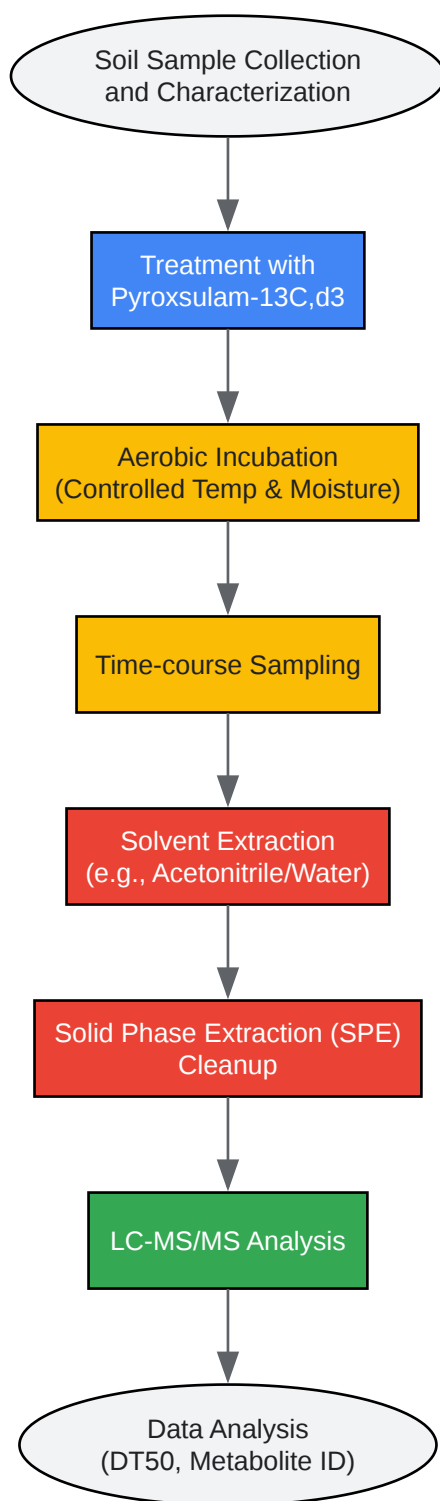 Soil Sample Collection
and Characterization
Treatment with
Pyroxsulam-13C,d3
Aerobic Incubation
(Controlled Temp & Moisture)
Time-course Sampling
Solvent Extraction
(e.g., Acetonitrile/Water)
Solid Phase Extraction (SPE)
Cleanup
LC-MS/MS Analysis
Data Analysis
(DT50, Metabolite ID)